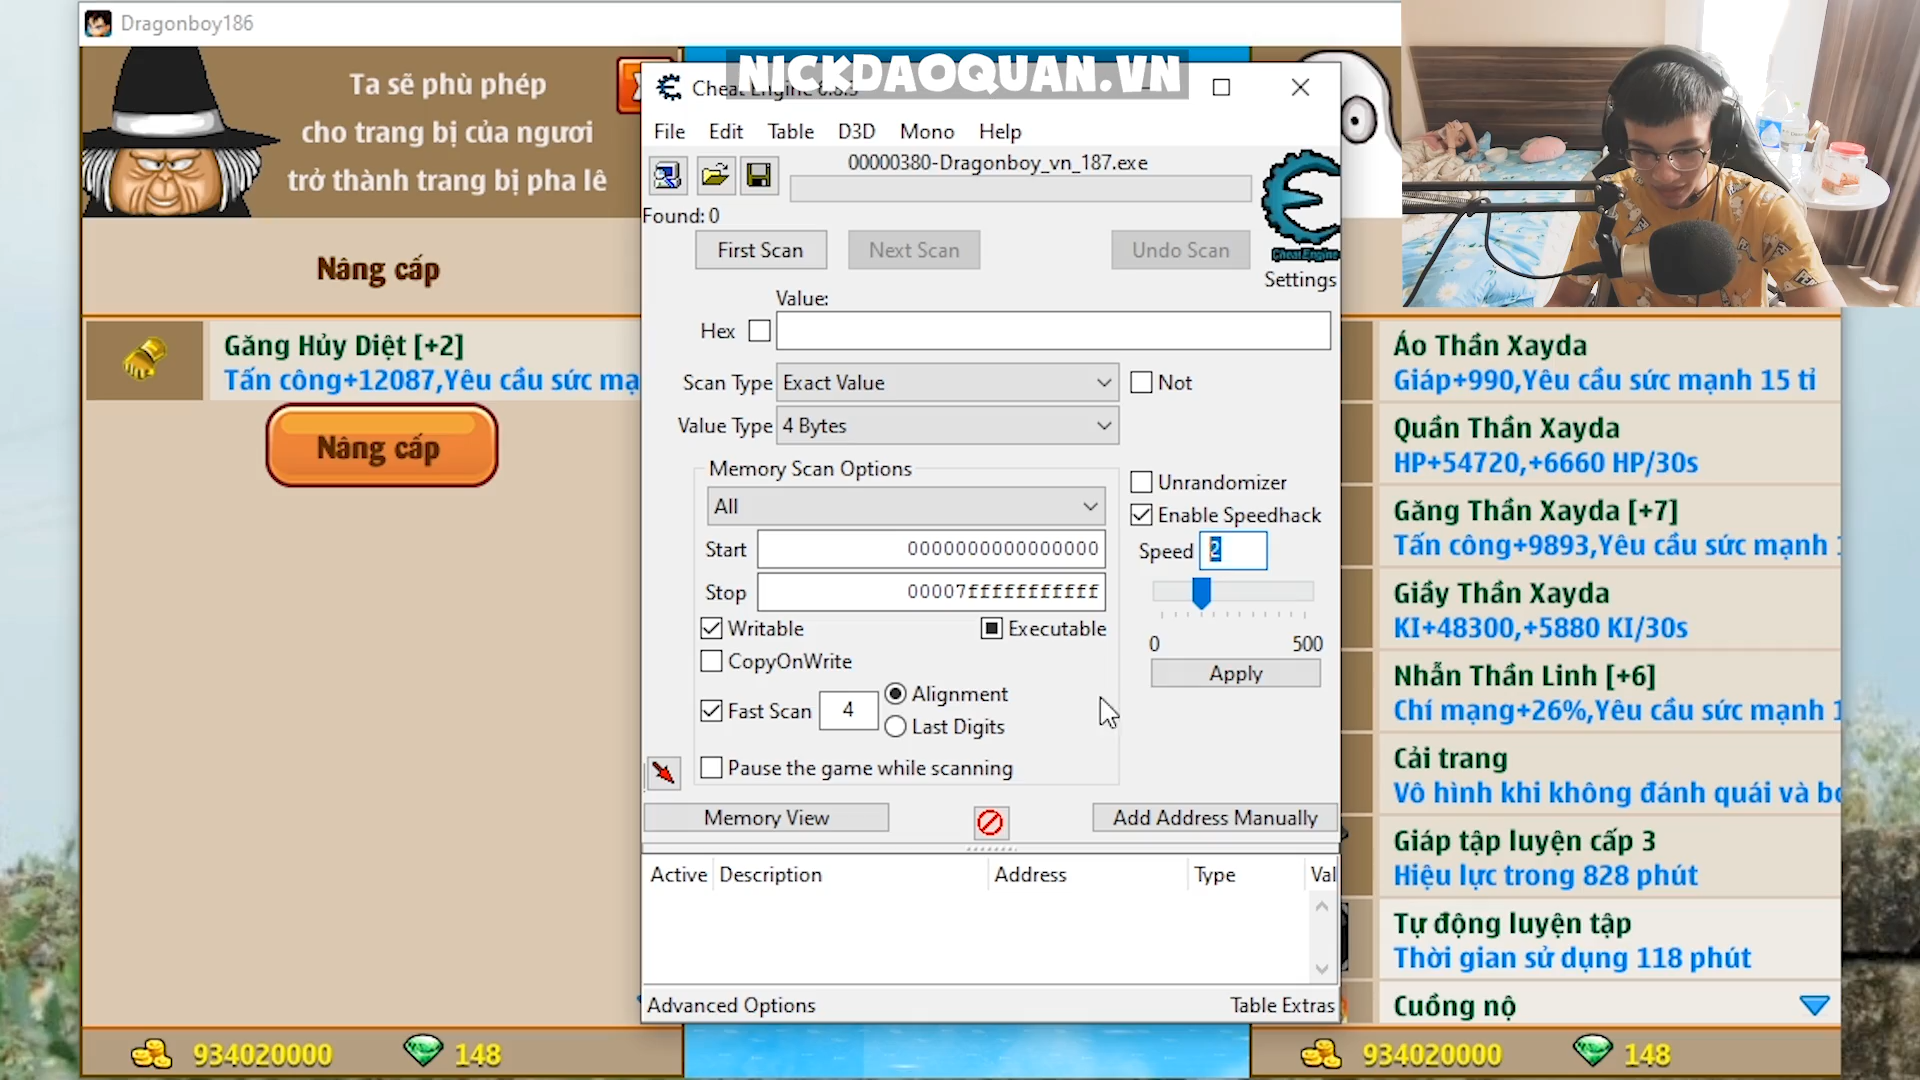 Dragonboy186
NICKDAOQUAN.VN
Ta sẽ phù phép
cho trang bị của ngươi
trở thành trang bị pha lê
Nâng cấp
Găng Hủy Diệt [+2]
Tấn công+12087,Yêu cầu sức mạ
Nâng cấp
934020000
148
Cheat Engine 6.8.3
File Edit Table D3D Mono Help
00000380-Dragonboy_vn_187.exe
Found: 0
First Scan Next Scan Undo Scan
Cheat Engine
Settings
Value:
Hex
Scan Type Exact Value Not
Value Type 4 Bytes
Memory Scan Options
All
Unrandomizer
Enable Speedhack
Start 0000000000000000
Speed 2
Stop 00007fffffffffff
Writable Executable
0 500
CopyOnWrite
Apply
Fast Scan 4 Alignment
Last Digits
Pause the game while scanning
Memory View Add Address Manually
Active Description Address Type Val
Advanced Options Table Extras
Áo Thần Xayda
Giáp+990,Yêu cầu sức mạnh 15 tỉ
Quần Thần Xayda
HP+54720,+6660 HP/30s
Găng Thần Xayda [+7]
Tấn công+9893,Yêu cầu sức mạnh
Giầy Thần Xayda
KI+48300,+5880 KI/30s
Nhẫn Thần Linh [+6]
Chí mạng+26%,Yêu cầu sức mạnh
Cải trang
Vô hình khi không đánh quái và
Giáp tập luyện cấp 3
Hiệu lực trong 828 phút
Tự động luyện tập
Thời gian sử dụng 118 phút
Cuồng nộ
934020000
148